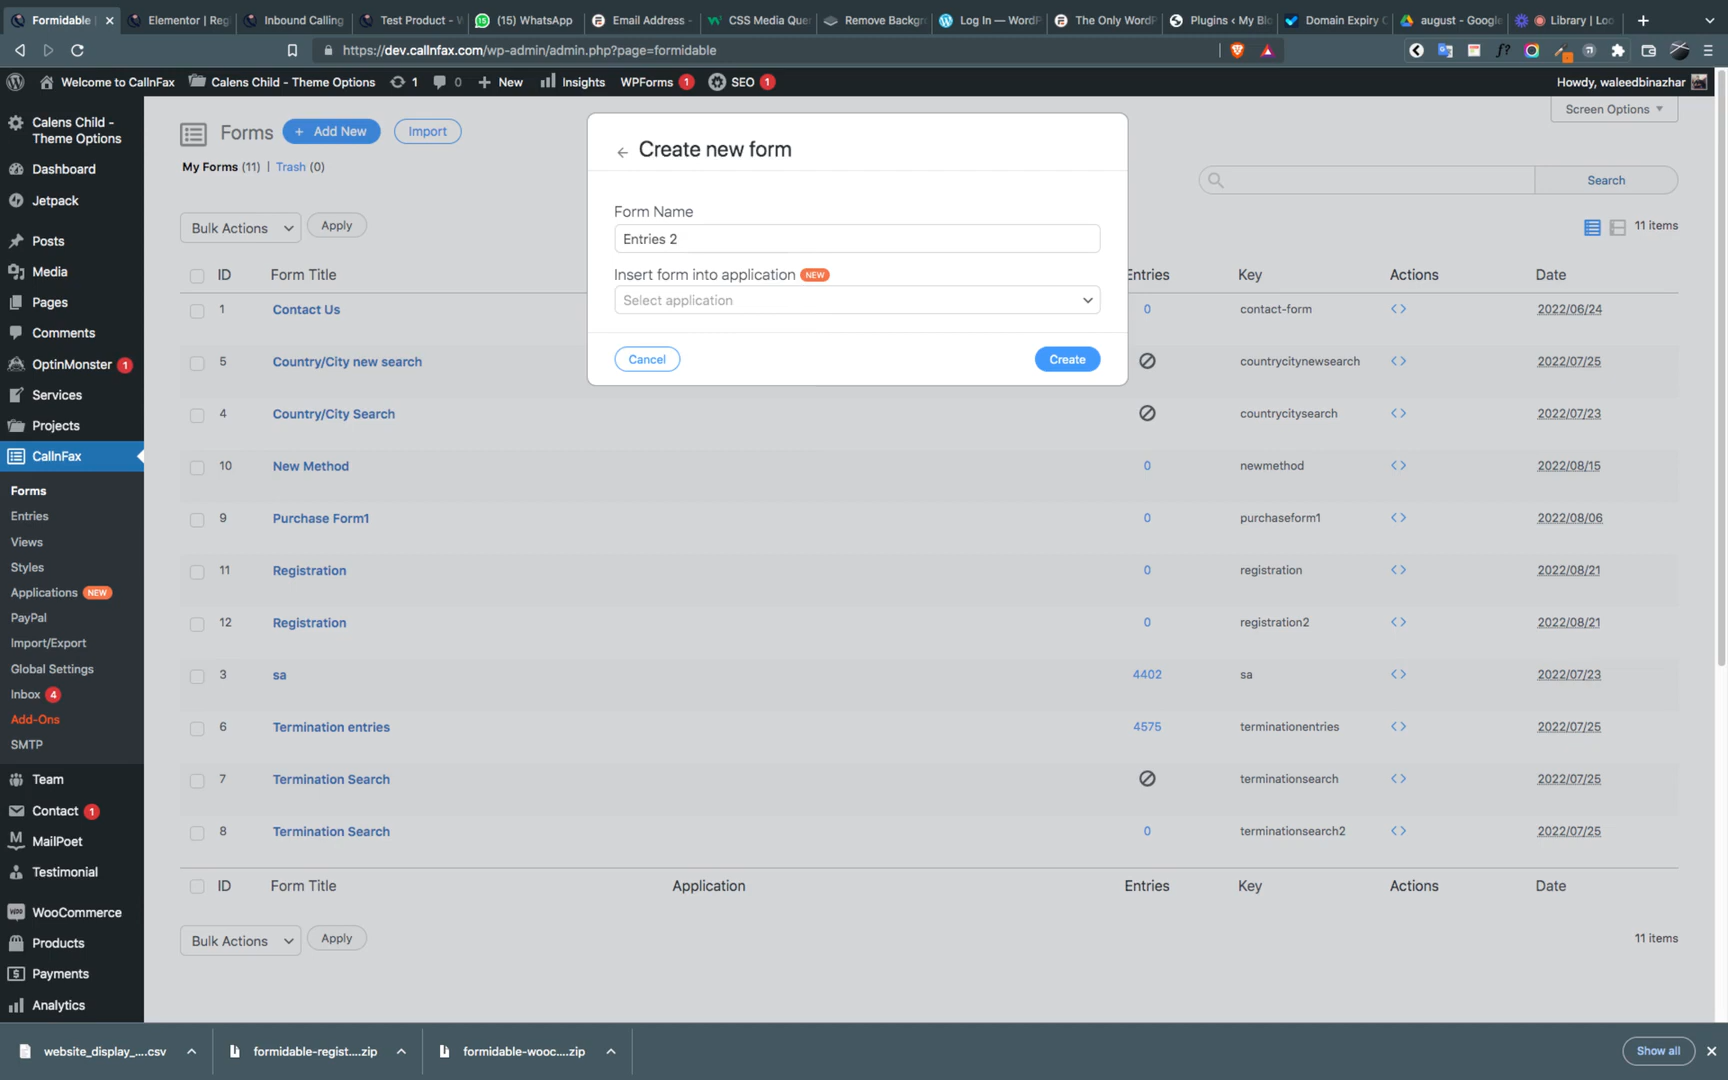 Formidable |
Elementor | Reg
Inbound Calling
Test Product - W
(15) WhatsApp
Email Address -
CSS Media Que
Remove Backgr
Log In — WordP
The Only WordP
Plugins ‹ My Blo
Domain Expiry C
august - Google
Library | Loo
https://dev.callnfax.com/wp-admin/admin.php?page=formidable
Welcome to CallnFax
Calens Child - Theme Options
1
0
New
Insights
WPForms 1
SEO 1
Howdy, waleedbinazhar
Calens Child -
Theme Options
Dashboard
Jetpack
Posts
Media
Pages
Comments
OptinMonster 1
Services
Projects
CallnFax
Forms
Entries
Views
Styles
Applications NEW
PayPal
Import/Export
Global Settings
Inbox 4
Add-Ons
SMTP
Team
Contact 1
MailPoet
Testimonial
WooCommerce
Products
Payments
Analytics
Forms
+ Add New
Import
Screen Options
My Forms (11) | Trash (0)
Search
Bulk Actions
Apply
11 items
Create new form
Form Name
Entries 2
Insert form into application NEW
Select application
Cancel
Create
ID Form Title Entries Key Actions Date
1 Contact Us 0 contact-form 2022/06/24
5 Country/City new search countrycitynewsearch 2022/07/25
4 Country/City Search countrycitysearch 2022/07/23
10 New Method 0 newmethod 2022/08/15
9 Purchase Form1 0 purchaseform1 2022/08/06
11 Registration 0 registration 2022/08/21
12 Registration 0 registration2 2022/08/21
3 sa 4402 sa 2022/07/23
6 Termination entries 4575 terminationentries 2022/07/25
7 Termination Search terminationsearch 2022/07/25
8 Termination Search 0 terminationsearch2 2022/07/25
ID Form Title Application Entries Key Actions Date
Bulk Actions
Apply
11 items
website_display_....csv
formidable-regist....zip
formidable-wooc....zip
Show all